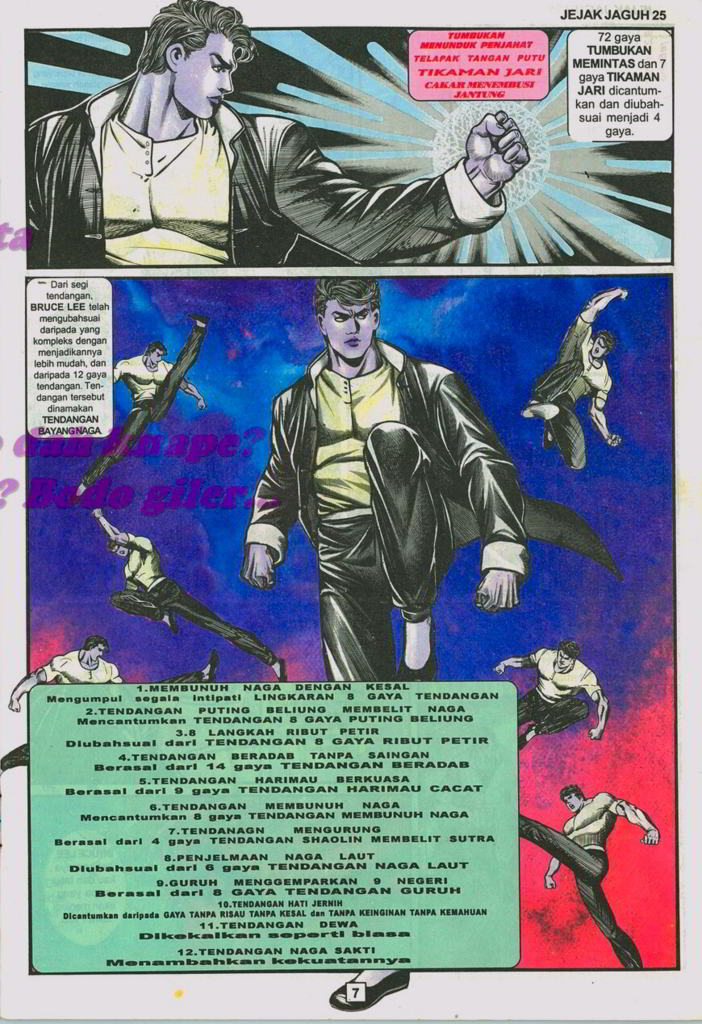 JEJAK JAGUH 25
TUMBUKAN
MENUNDUK PENJAHAT
TELAPAK TANGAN PUTU
TIKAMAN JARI
CAKAR MENEMBUSI
JANTUNG
72 gaya
TUMBUKAN
MEMINTAS dan 7
gaya TIKAMAN
JARI dicantum-
kan dan diubah-
suai menjadi 4
gaya.
ta
Dari segi
tendangan,
BRUCE LEE telah
mengubahsuai
daripada yang
kompleks dengan
menjadikannya
lebih mudah, dan
daripada 12 gaya
tendangan. Ten-
dangan tersebut
dinamakan
TENDANGAN
BAYANGNAGA
dan knape?
? Bodo giler...
1.MEMBUNUH NAGA DENGAN KESAL
Mengumpul segala intipati LINGKARAN 8 GAYA TENDANGAN
2.TENDANGAN PUTING BELIUNG MEMBELIT NAGA
Mencantumkan TENDANGAN 8 GAYA PUTING BELIUNG
3.8 LANGKAH RIBUT PETIR
Diubahsuai dari TENDANGAN 8 GAYA RIBUT PETIR
4.TENDANGAN BERADAB TANPA SAINGAN
Berasal dari 14 gaya TENDANGAN BERADAB
5.TENDANGAN HARIMAU BERKUASA
Berasal dari 9 gaya TENDANGAN HARIMAU CACAT
6.TENDANGAN MEMBUNUH NAGA
Mencantumkan 8 gaya TENDANGAN MEMBUNUH NAGA
7.TENDANAGN MENGURUNG
Berasal dari 4 gaya TENDANGAN SHAOLIN MEMBELIT SUTRA
8.PENJELMAAN NAGA LAUT
Diubahsuai dari 6 gaya TENDANGAN NAGA LAUT
9.GURUH MENGGEMPARKAN 9 NEGERI
Berasal dari 8 GAYA TENDANGAN GURUH
10.TENDANGAN HATI JERNIH
Dicantumkan daripada GAYA TANPA RISAU TANPA KESAL dan TANPA KEINGINAN TANPA KEMAHUAN
11.TENDANGAN DEWA
Dikekalkan seperti biasa
12.TENDANGAN NAGA SAKTI
Menambahkan kekuatannya
7